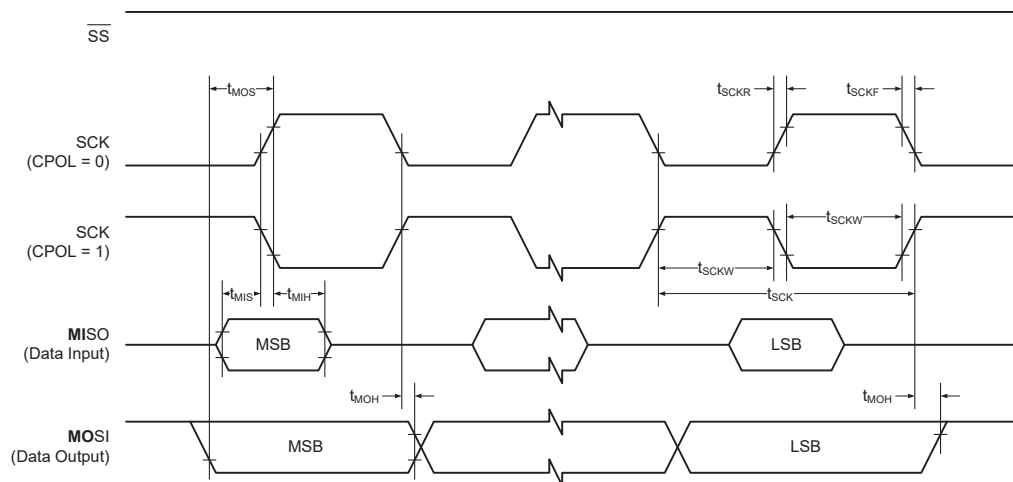 SS
tMOS
tSCKR
tSCKF
SCK
(CPOL = 0)
SCK
(CPOL = 1)
tSCKW
tSCKW
tMIS
tMIH
tSCK
MISO
(Data Input)
MSB
LSB
tMOH
tMOH
MOSI
(Data Output)
MSB
LSB